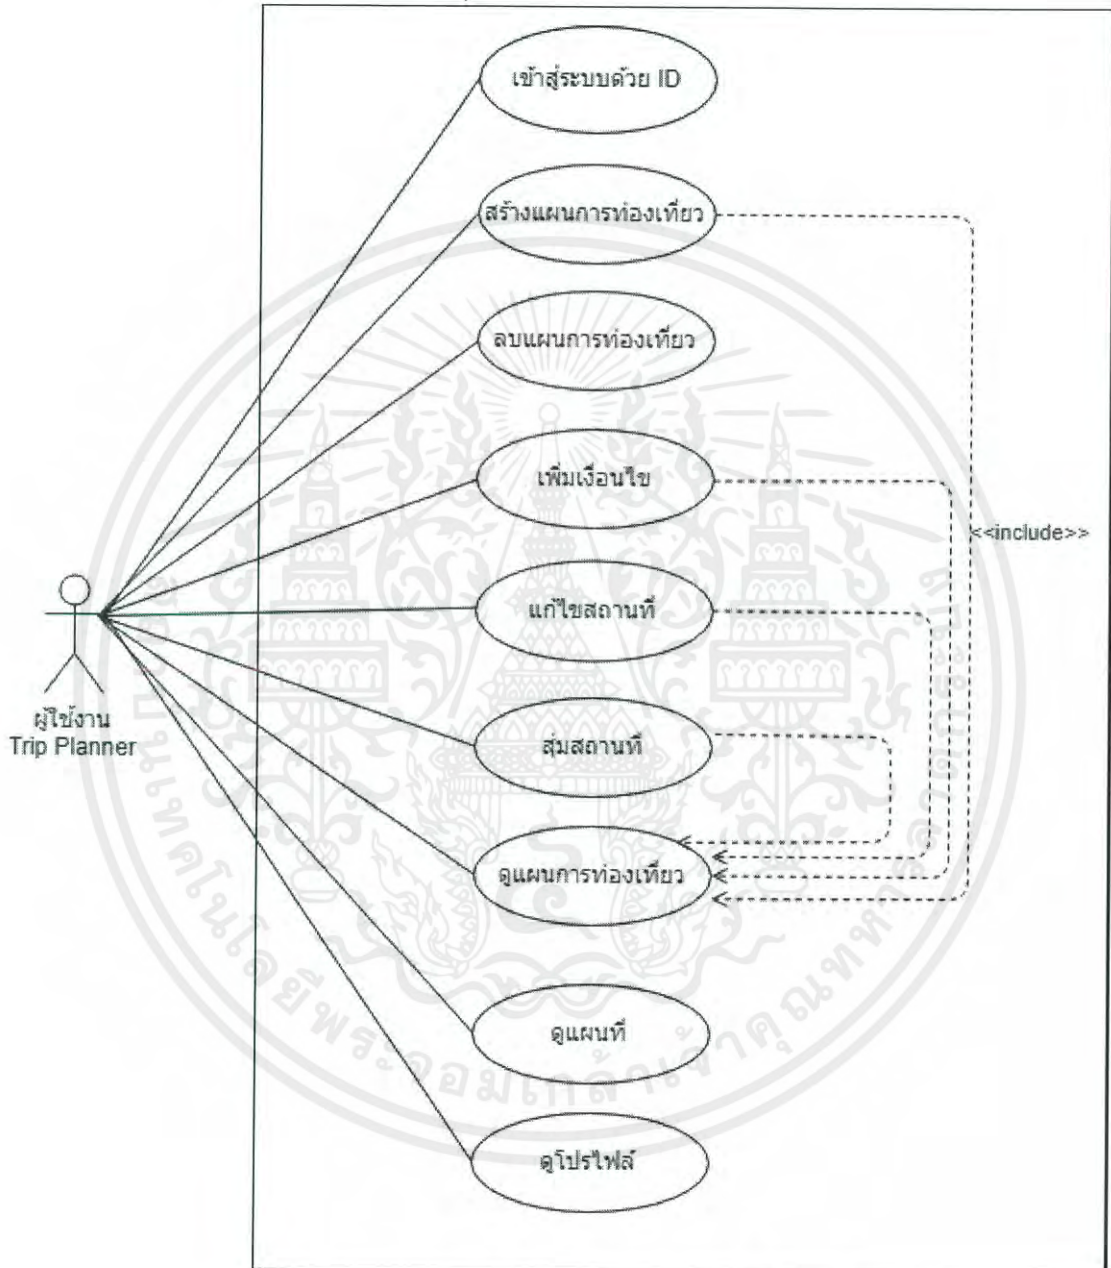 เข้าสู่ระบบด้วย ID
สร้างแผนการท่องเที่ยว
ลบแผนการท่องเที่ยว
เพิ่มเงื่อนไข
<<include>>
แก้ไขสถานที่
ผู้ใช้งาน
Trip Planner
สุ่มสถานที่
ดูแผนการท่องเที่ยว
ดูแผนที่
ดูโปรไฟล์